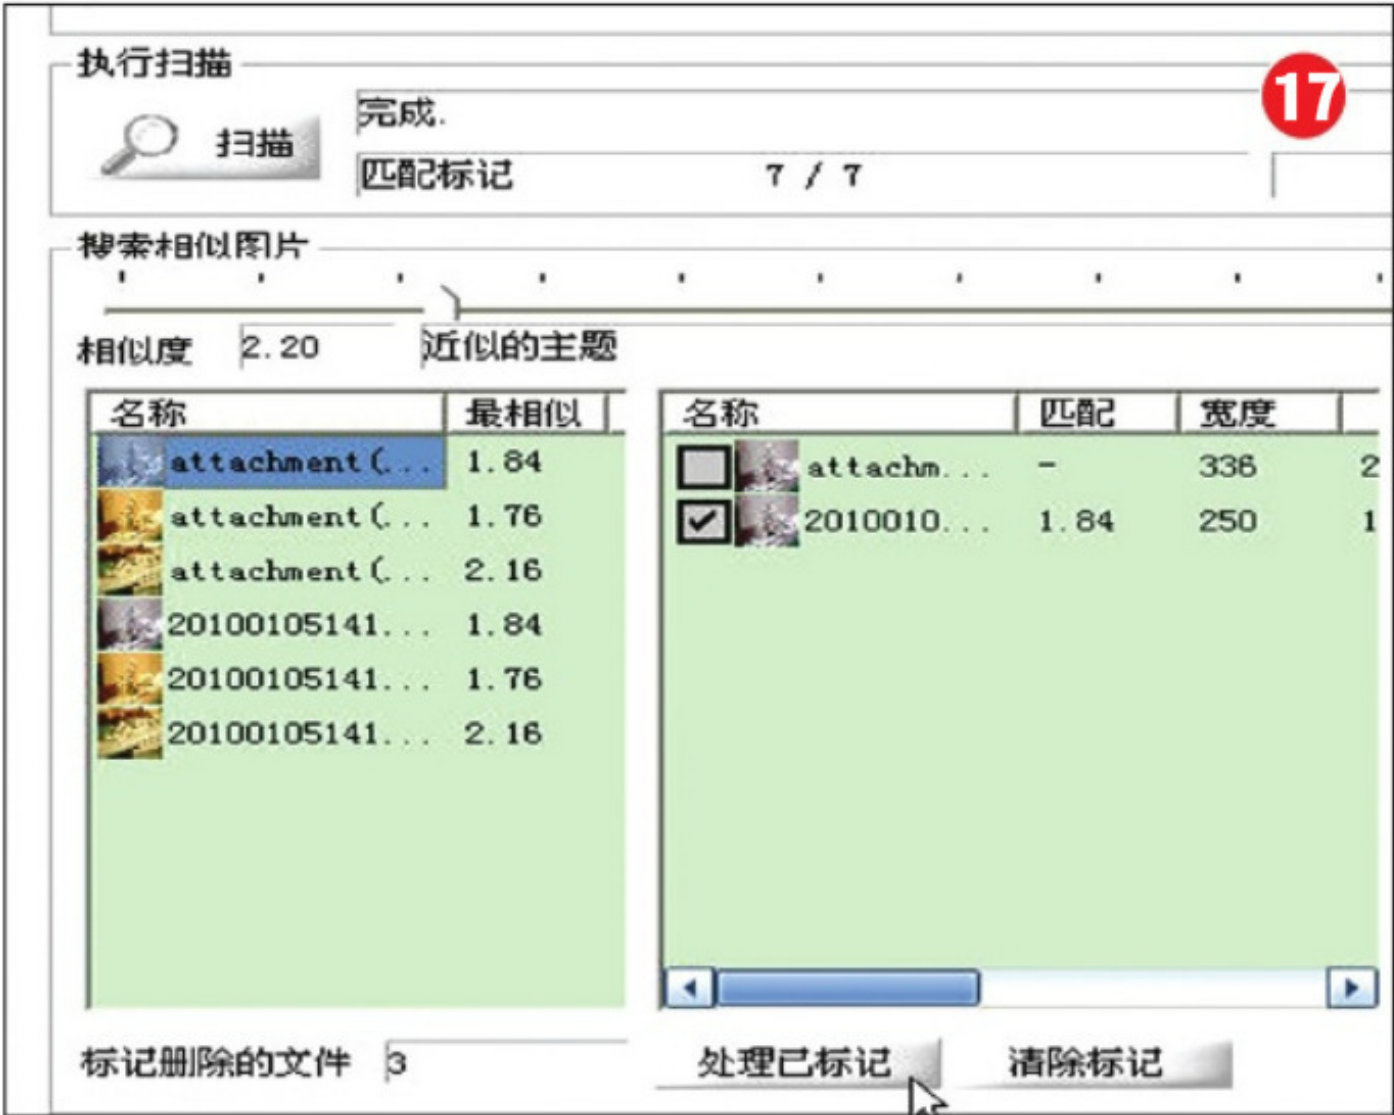 执行扫描
17
扫描
完成.
匹配标记 7 / 7
搜索相似图片
相似度 2.20 近似的主题
名称 最相似
attachment(... 1.84
attachment(... 1.76
attachment(... 2.16
20100105141... 1.84
20100105141... 1.76
20100105141... 2.16
名称 匹配 宽度
attachm... - 336 2
2010010... 1.84 250 1
标记删除的文件 3
处理已标记 清除标记